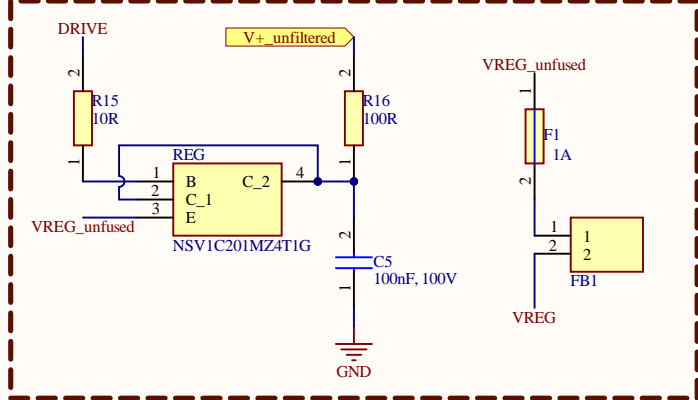 DRIVE
V+_unfiltered
2
R15
10R
1
2
R16
100R
1
VREG_unfused
1
F1
1A
2
REG
1
B
C_2
4
2
C_1
3
E
VREG_unfused
NSV1C201MZ4T1G
2
C5
100nF, 100V
1
GND
1
1
2
2
FB1
VREG